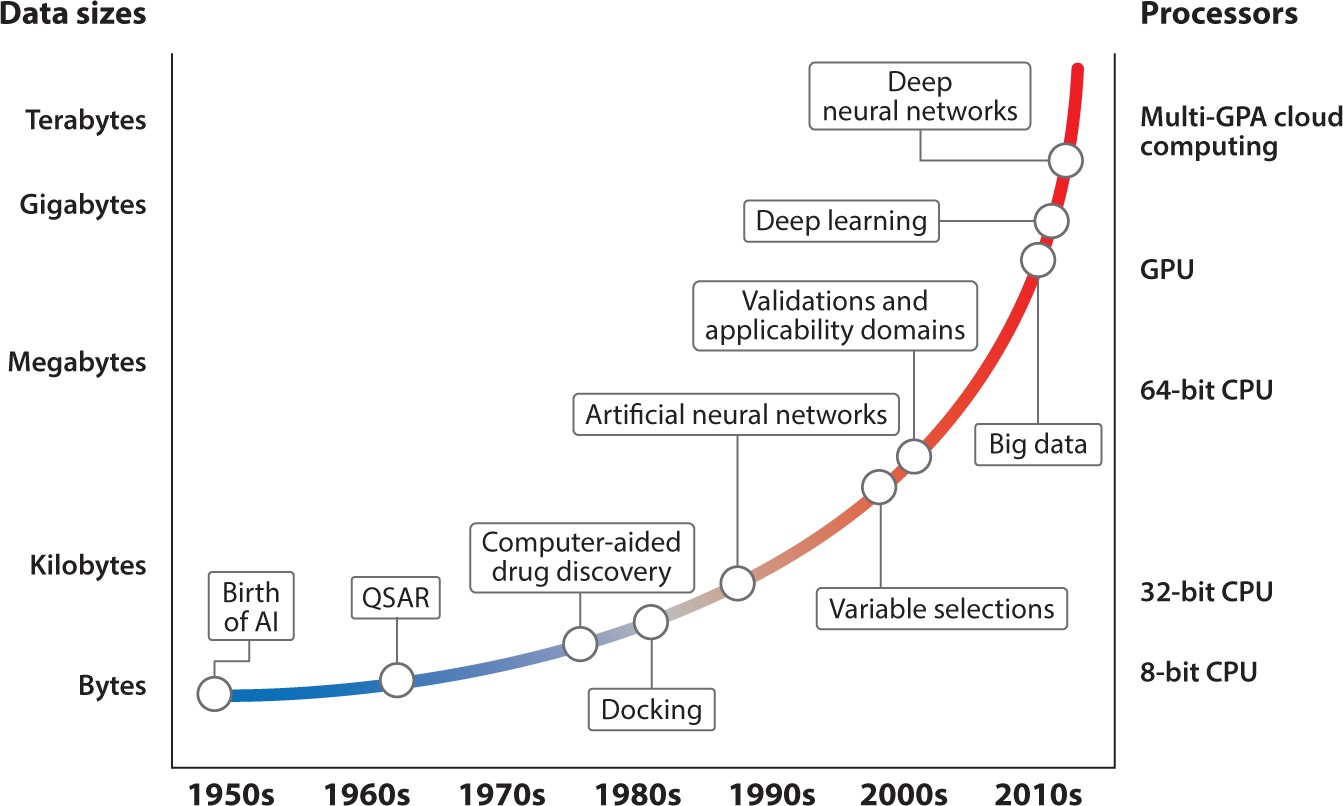 Data sizes
Processors
Terabytes
Gigabytes
Megabytes
Kilobytes
Bytes
Deep
neural networks
Deep learning
Validations and
applicability domains
Artificial neural networks
Big data
Computer-aided
drug discovery
Variable selections
Birth
of AI
QSAR
Docking
Multi-GPA cloud
computing
GPU
64-bit CPU
32-bit CPU
8-bit CPU
1950s
1960s
1970s
1980s
1990s
2000s
2010s